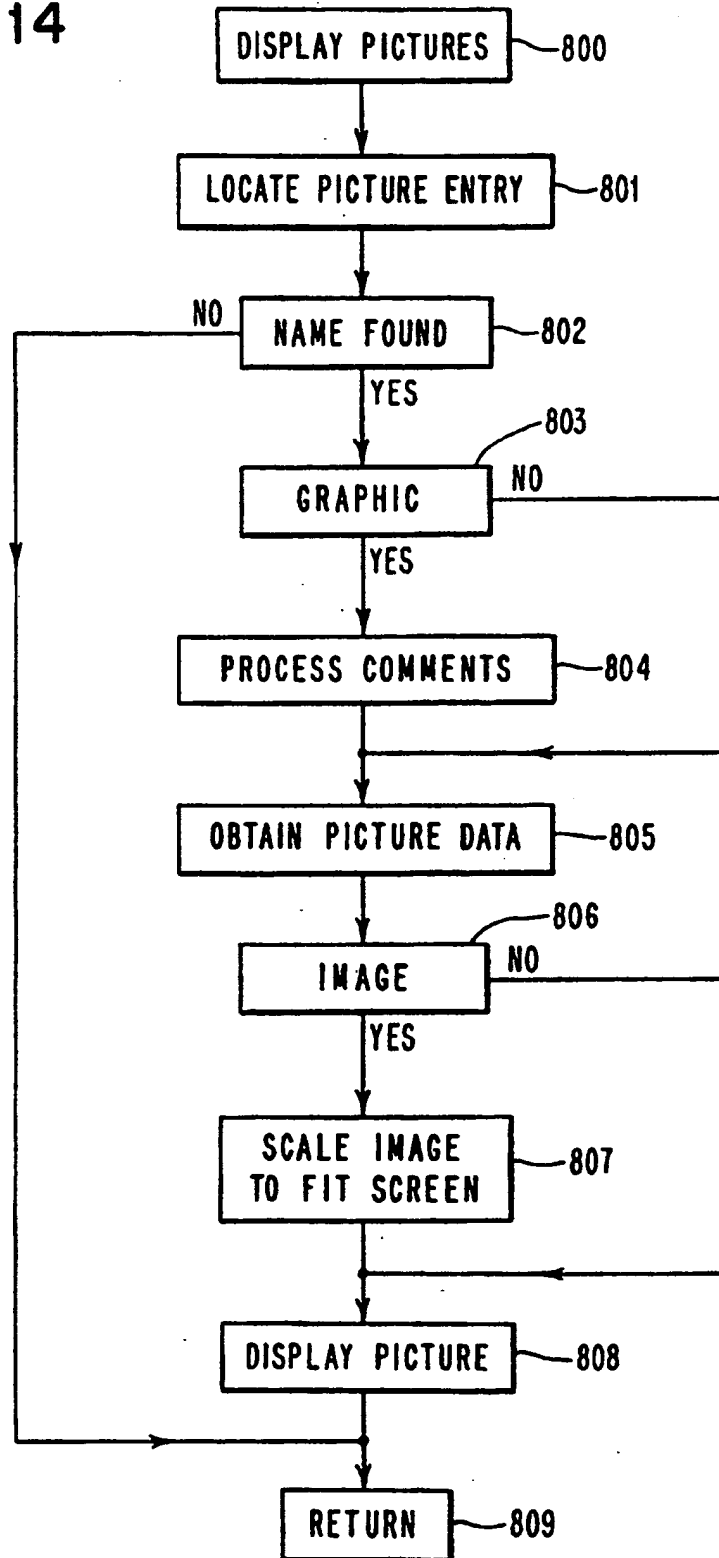 14
DISPLAY PICTURES 800
LOCATE PICTURE ENTRY 801
NO NAME FOUND 802
YES
803
GRAPHIC NO
YES
PROCESS COMMENTS 804
OBTAIN PICTURE DATA 805
806
IMAGE NO
YES
SCALE IMAGE
TO FIT SCREEN 807
DISPLAY PICTURE 808
RETURN 809